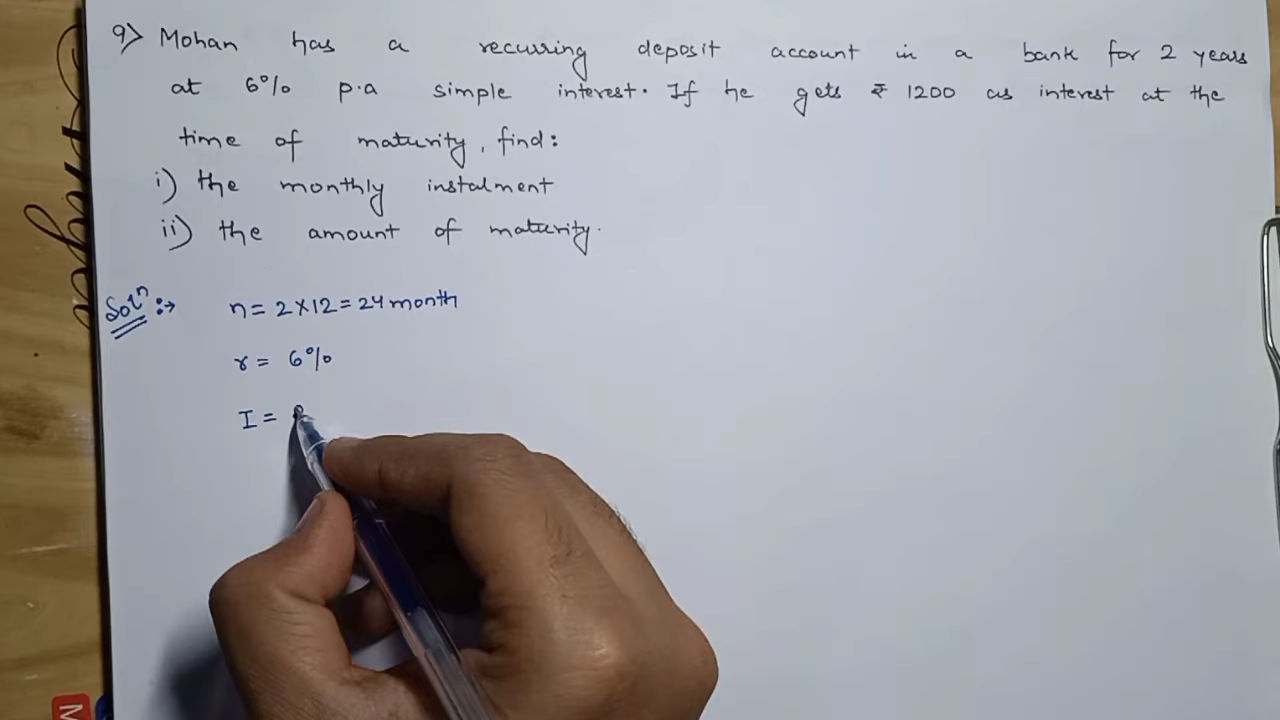 9) Mohan has a recurring deposit account in a bank for 2 years
at 6% p.a simple interest. If he gets ₹ 1200 as interest at the
time of maturity, find:
i) the monthly instalment
ii) the amount of maturity.
Solⁿ :→ n = 2 × 12 = 24 month
r = 6%
I =
M